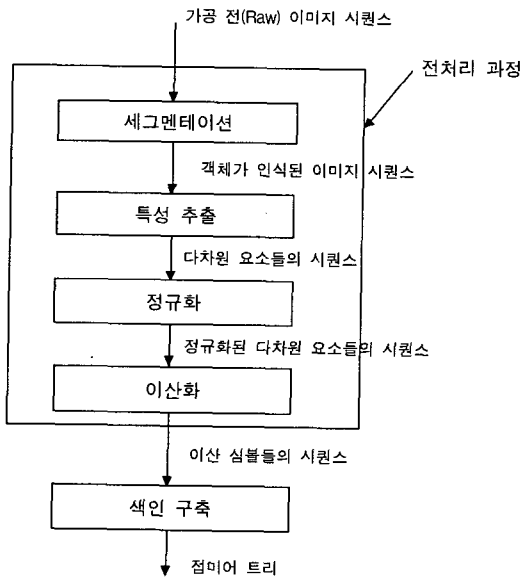 가공 전(Raw) 이미지 시퀀스
전처리 과정
세그멘테이션
객체가 인식된 이미지 시퀀스
특성 추출
다차원 요소들의 시퀀스
정규화
정규화된 다차원 요소들의 시퀀스
이산화
이산 심볼들의 시퀀스
색인 구축
접미어 트리